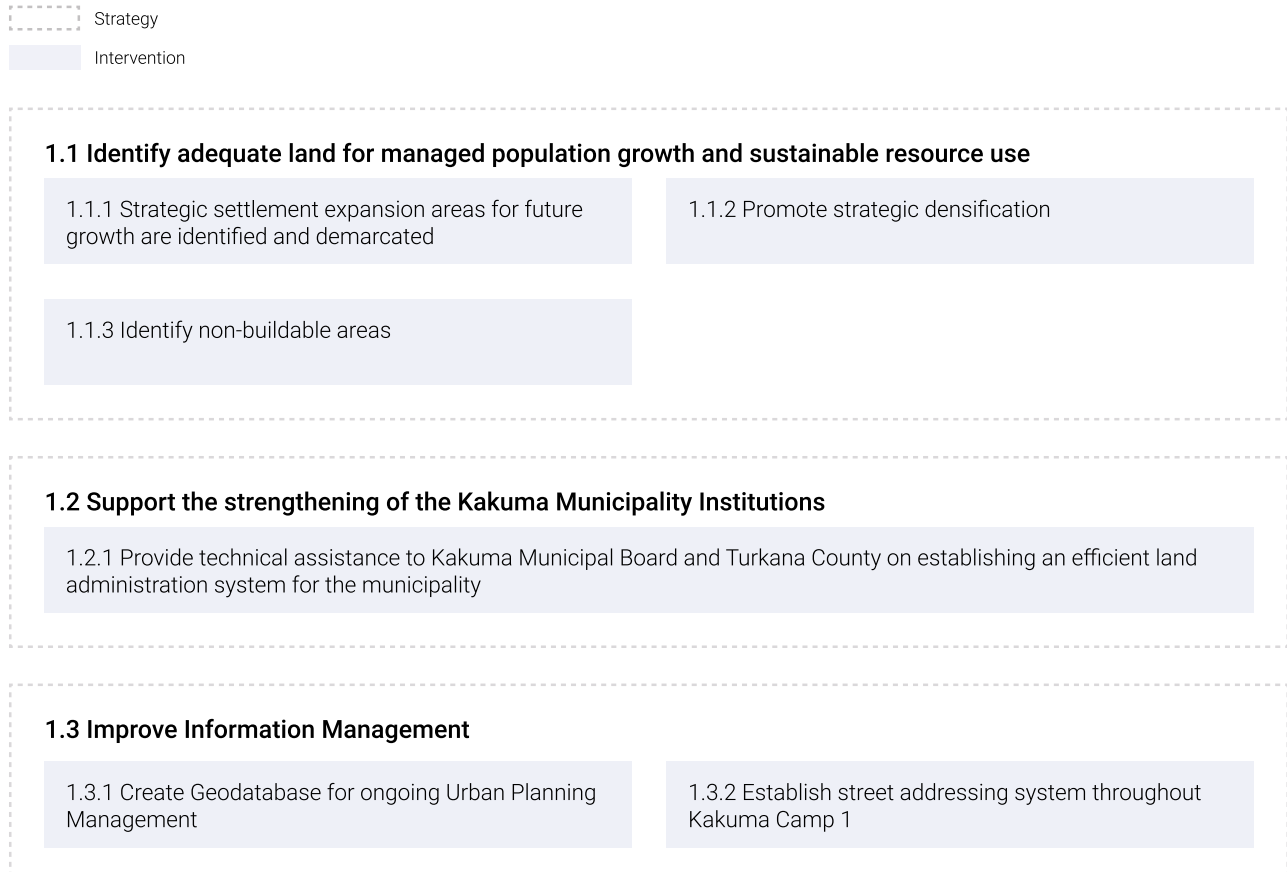 Strategy
Intervention
1.1 Identify adequate land for managed population growth and sustainable resource use
1.1.1 Strategic settlement expansion areas for future
growth are identified and demarcated
1.1.2 Promote strategic densification
1.1.3 Identify non-buildable areas
1.2 Support the strengthening of the Kakuma Municipality Institutions
1.2.1 Provide technical assistance to Kakuma Municipal Board and Turkana County on establishing an efficient land
administration system for the municipality
1.3 Improve Information Management
1.3.1 Create Geodatabase for ongoing Urban Planning
Management
1.3.2 Establish street addressing system throughout
Kakuma Camp 1